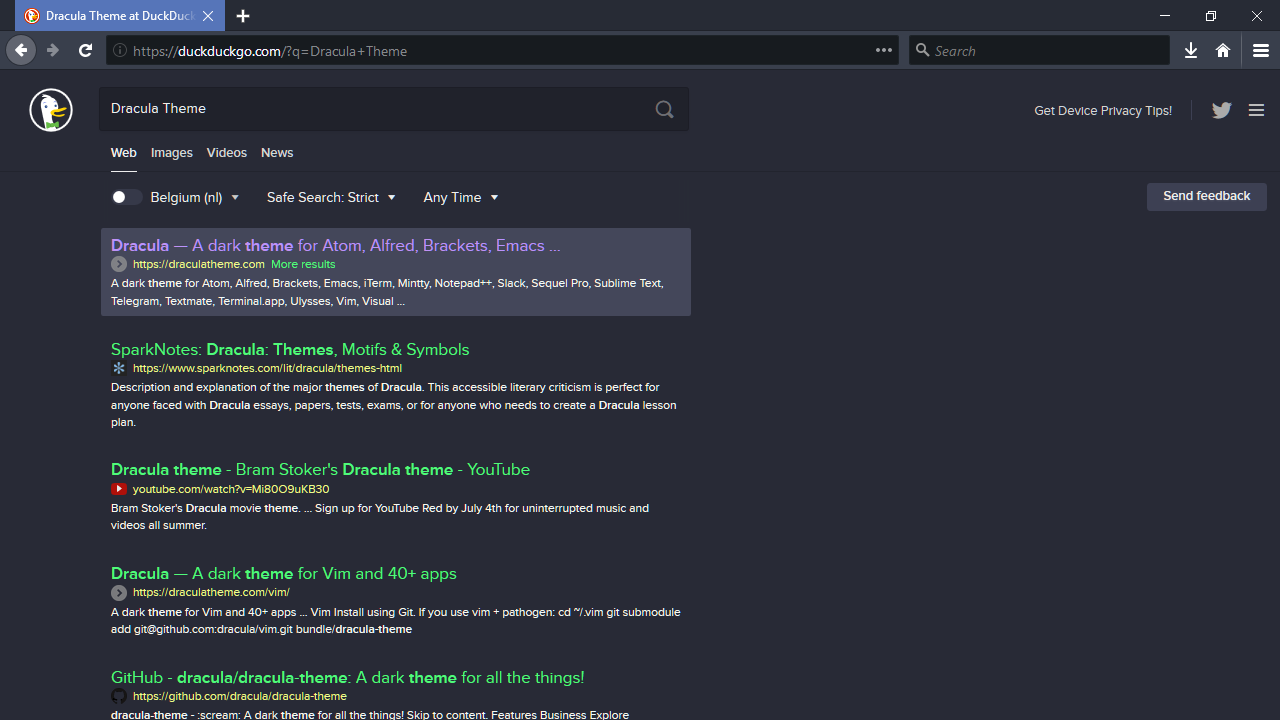 Dracula Theme at DuckDuck
https://duckduckgo.com/?q=Dracula+Theme
Search
Dracula Theme
Get Device Privacy Tips!
Web Images Videos News
Belgium (nl) Safe Search: Strict Any Time
Send feedback
Dracula — A dark theme for Atom, Alfred, Brackets, Emacs ...
https://draculatheme.com More results
A dark theme for Atom, Alfred, Brackets, Emacs, iTerm, Mintty, Notepad++, Slack, Sequel Pro, Sublime Text,
Telegram, Textmate, Terminal.app, Ulysses, Vim, Visual ...
SparkNotes: Dracula: Themes, Motifs & Symbols
https://www.sparknotes.com/lit/dracula/themes-html
Description and explanation of the major themes of Dracula. This accessible literary criticism is perfect for
anyone faced with Dracula essays, papers, tests, exams, or for anyone who needs to create a Dracula lesson
plan.
Dracula theme - Bram Stoker's Dracula theme - YouTube
youtube.com/watch?v=Mi80O9uKB30
Bram Stoker's Dracula movie theme. ... Sign up for YouTube Red by July 4th for uninterrupted music and
videos all summer.
Dracula — A dark theme for Vim and 40+ apps
https://draculatheme.com/vim/
A dark theme for Vim and 40+ apps ... Vim Install using Git. If you use vim + pathogen: cd ~/.vim git submodule
add git@github.com:dracula/vim.git bundle/dracula-theme
GitHub - dracula/dracula-theme: A dark theme for all the things!
https://github.com/dracula/dracula-theme
dracula-theme - :scream: A dark theme for all the things! Skip to content. Features Business Explore